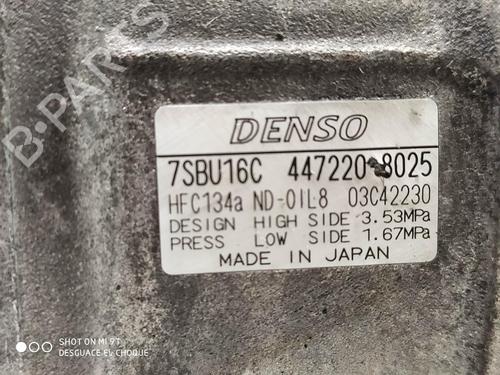 B-PARTS
DENSO
7SBU16C 447220-8025
HFC134a ND-OIL8 03C42230
DESIGN HIGH SIDE 3.53MPa
PRESS LOW SIDE 1.67MPa
MADE IN JAPAN
SHOT ON MI 9T
DESGUACE EL CHOQUE